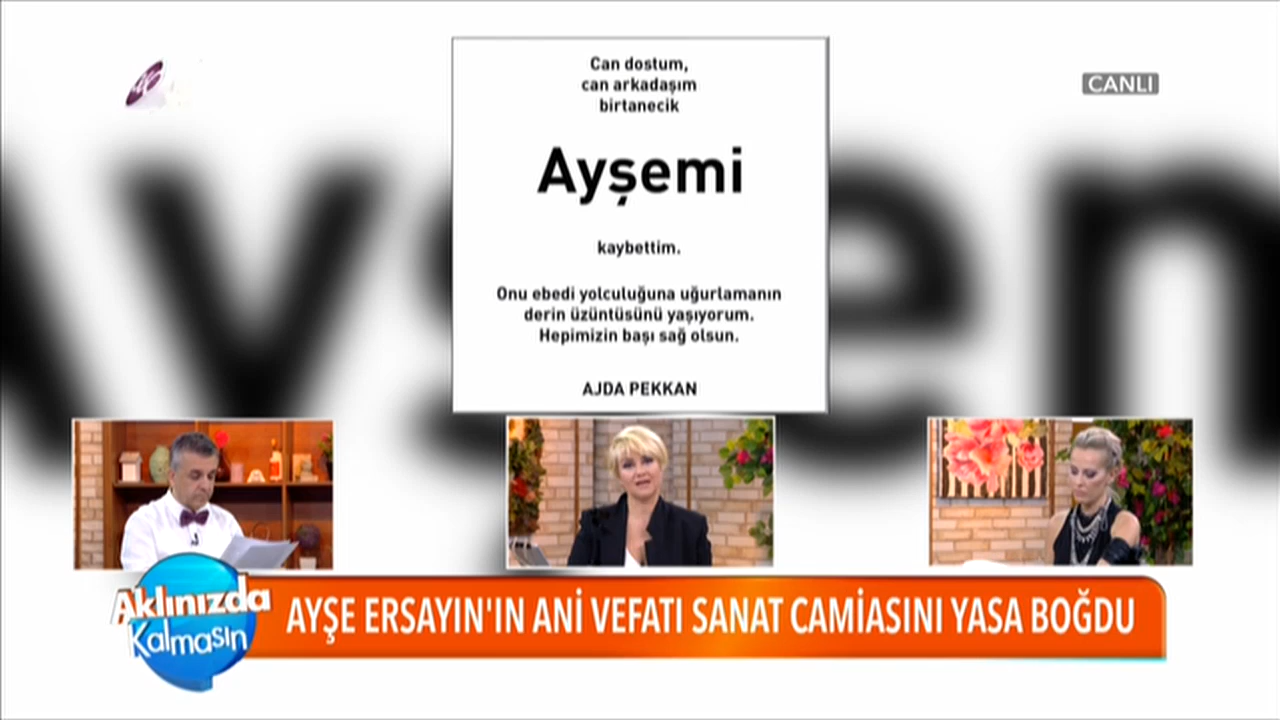 CANLI
Can dostum,
can arkadaşım
birtanecik
Ayşemi
kaybettim.
Onu ebedi yolculuğuna uğurlamanın
derin üzüntüsünü yaşıyorum.
Hepimizin başı sağ olsun.
AJDA PEKKAN
Aklınızda
Kalmasın
AYŞE ERSAYIN'IN ANİ VEFATI SANAT CAMİASINI YASA BOĞDU